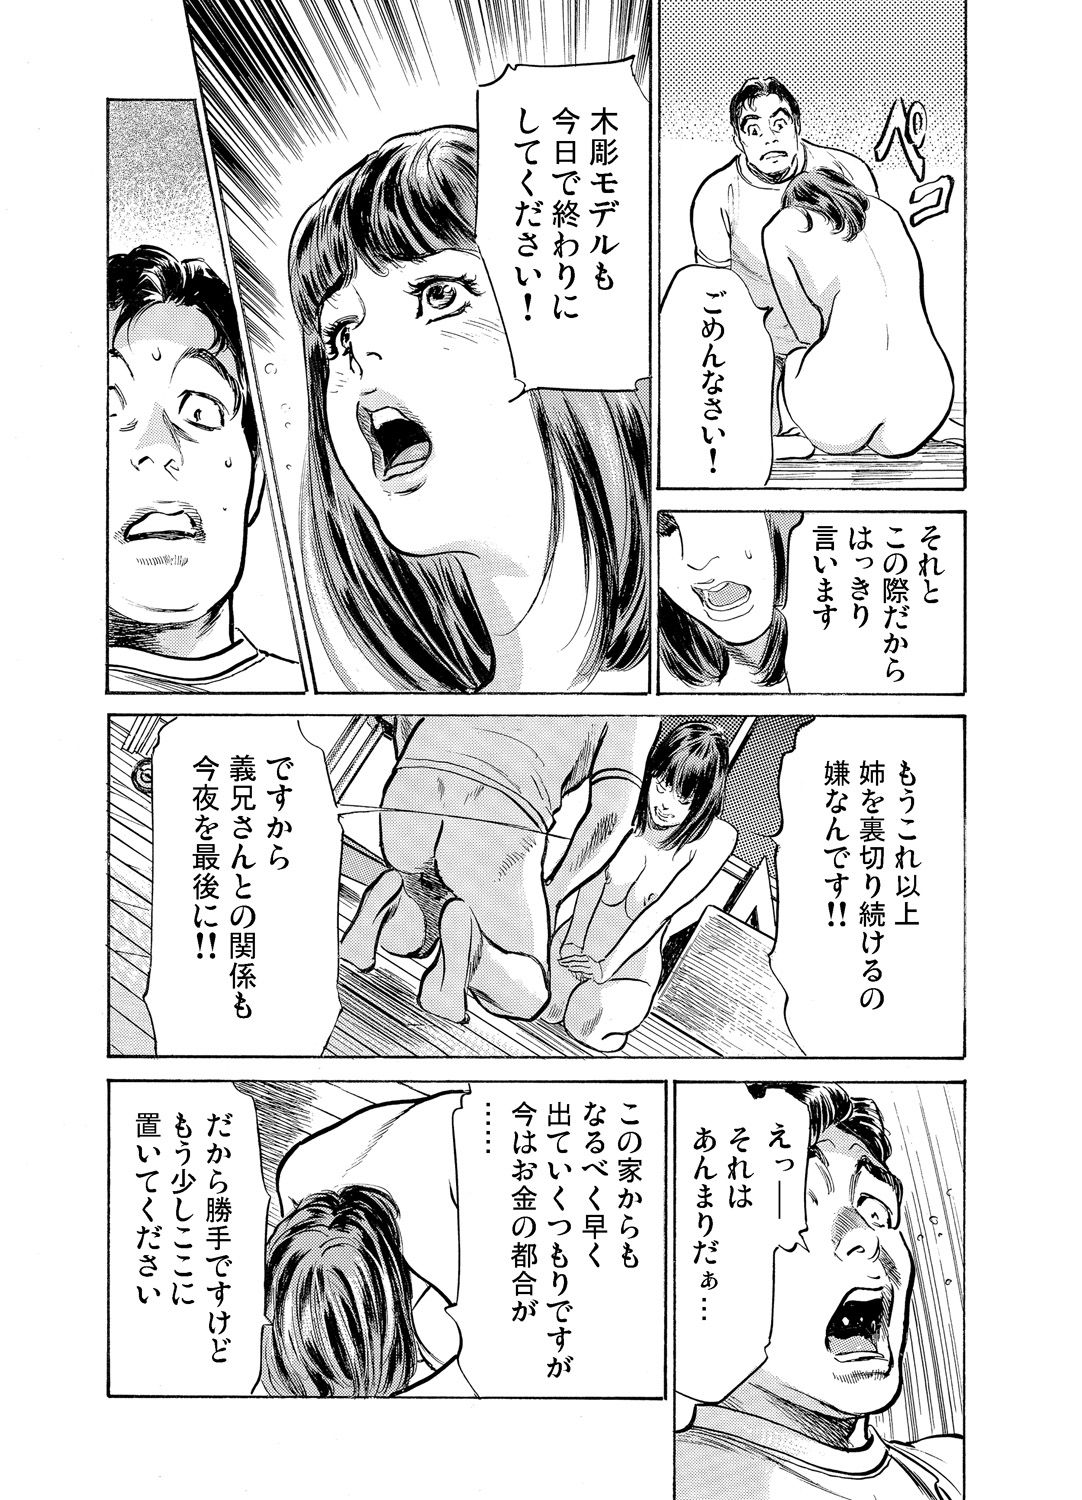 ペコ
ごめんなさい！
木彫モデルも
今日で終わりに
してください！
それと
この際だから
はっきり
言います
もうこれ以上
姉を裏切り続けるの
嫌なんです!!
ですから
義兄さんとの関係も
今夜を最後に!!
えっ──
それは
あんまりだぁ…
この家からも
なるべく早く
出ていくつもりですが
今はお金の都合が
……
だから勝手ですけど
もう少しここに
置いてください